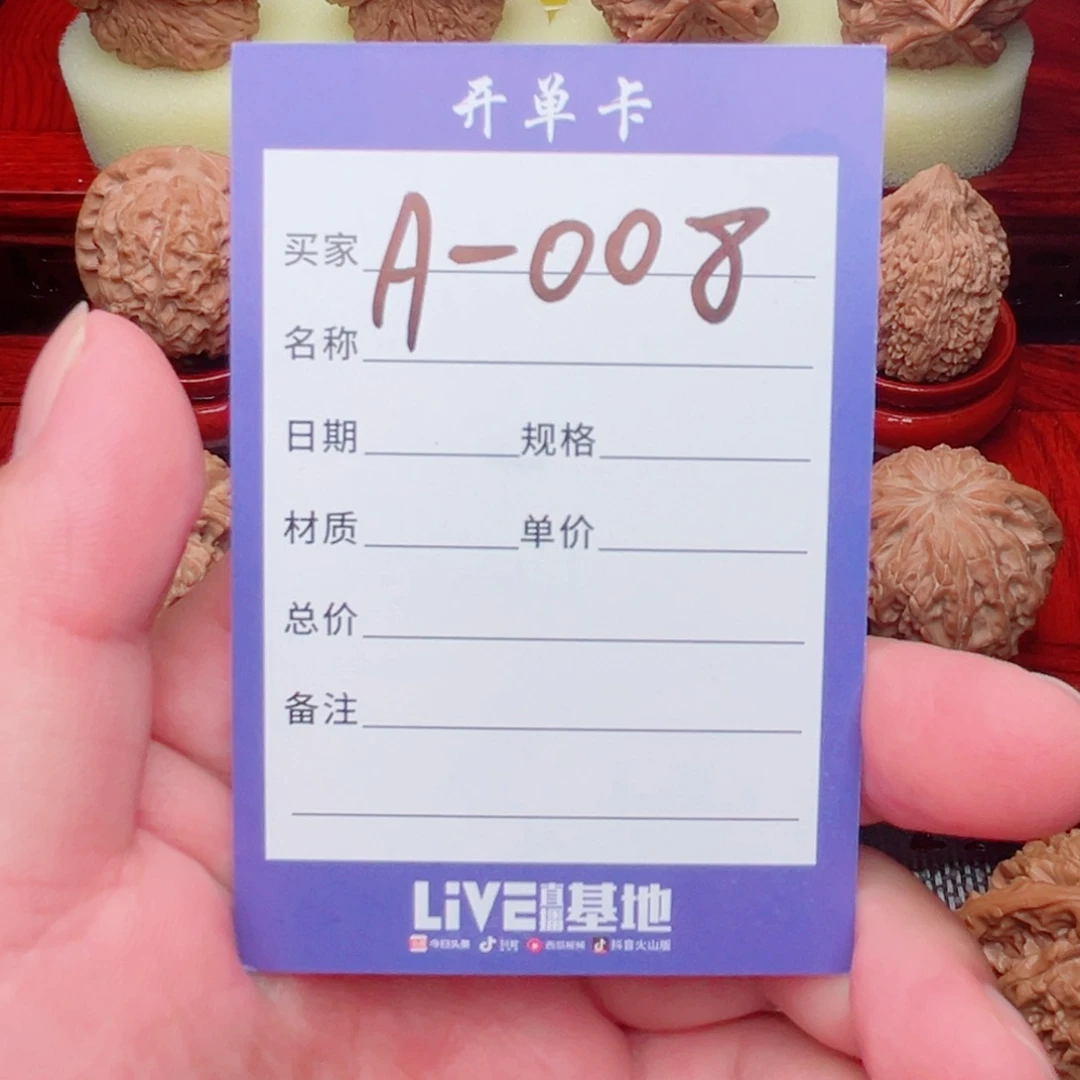 开单卡
买家 A-008
名称
日期 规格
材质 单价
总价
备注
LiVE直播基地
今日头条 抖音 西瓜视频 抖音火山版